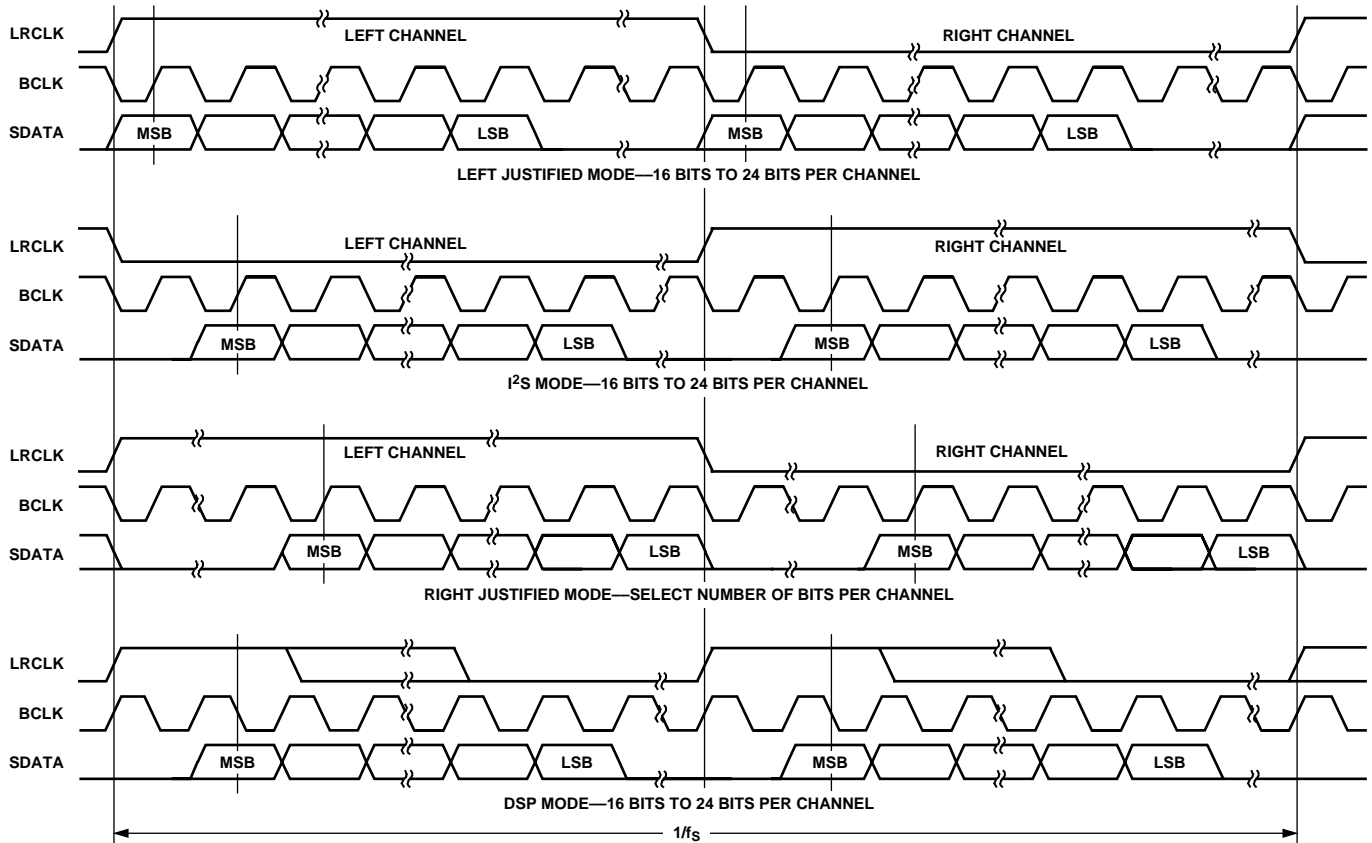 LRCLK
LEFT CHANNEL
RIGHT CHANNEL
BCLK
SDATA
MSB
LSB
MSB
LSB
LEFT JUSTIFIED MODE—16 BITS TO 24 BITS PER CHANNEL
LRCLK
LEFT CHANNEL
RIGHT CHANNEL
BCLK
SDATA
MSB
LSB
MSB
LSB
I²S MODE—16 BITS TO 24 BITS PER CHANNEL
LRCLK
LEFT CHANNEL
RIGHT CHANNEL
BCLK
SDATA
MSB
LSB
MSB
LSB
RIGHT JUSTIFIED MODE—SELECT NUMBER OF BITS PER CHANNEL
LRCLK
BCLK
SDATA
MSB
LSB
MSB
LSB
DSP MODE—16 BITS TO 24 BITS PER CHANNEL
1/fS